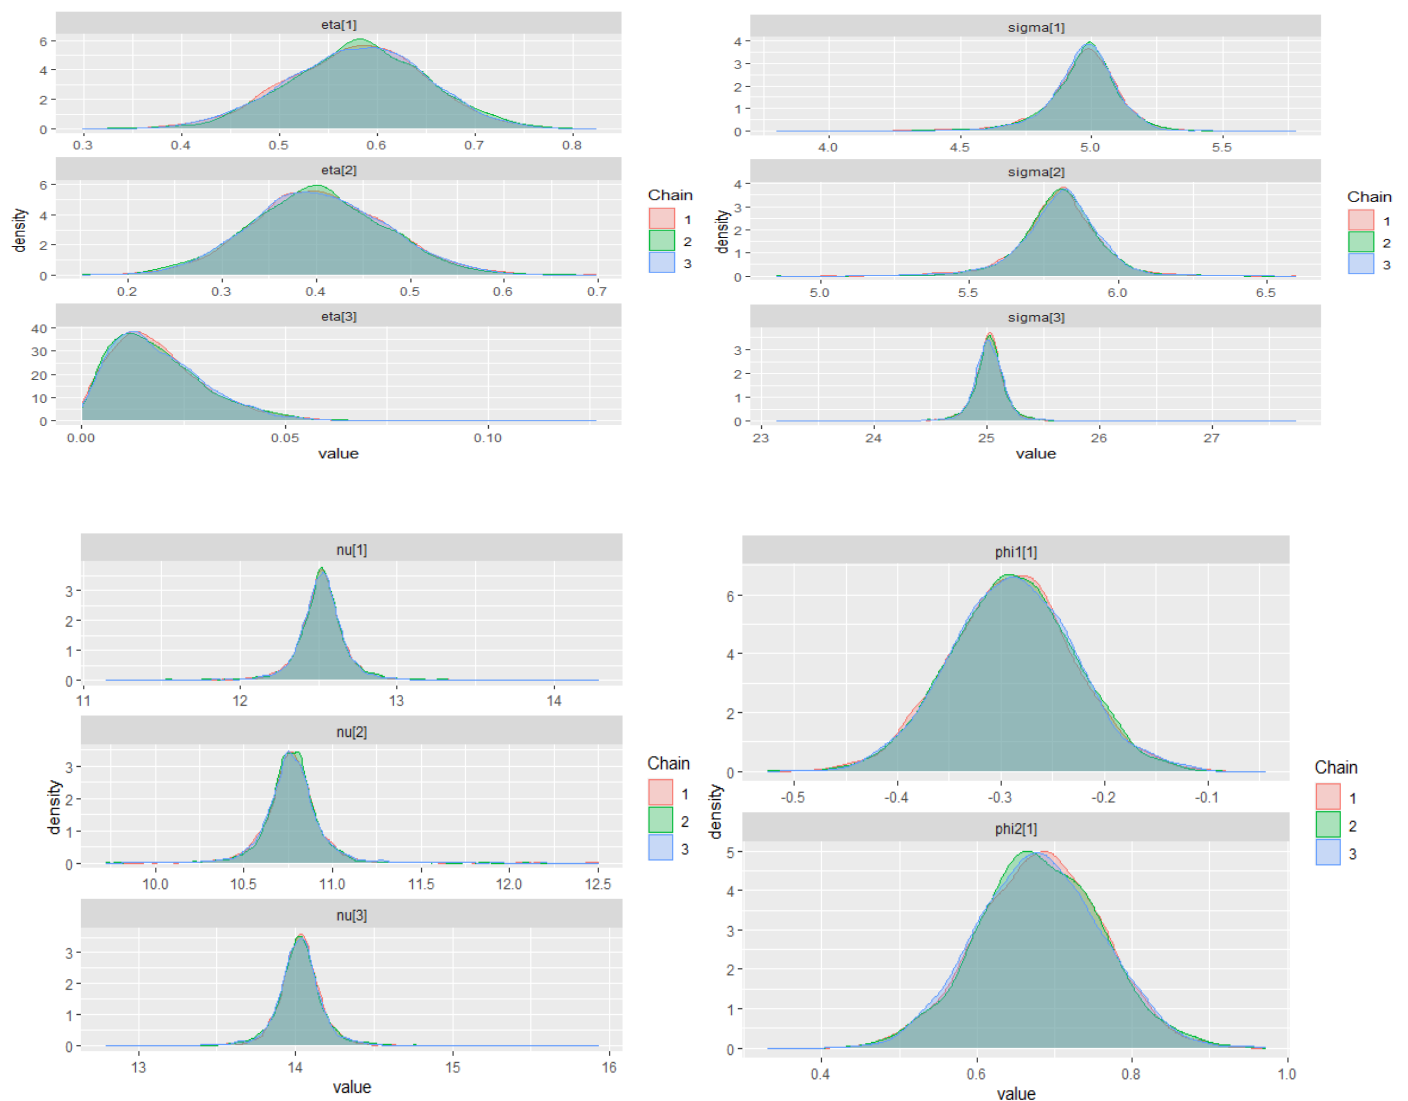 eta[1]
6
4
2
0
0.3 0.4 0.5 0.6 0.7 0.8
eta[2]
6
4
2
0
0.2 0.3 0.4 0.5 0.6 0.7
eta[3]
40
30
20
10
0
0.00 0.05 0.10
value
density
Chain
1
2
3
sigma[1]
4
3
2
1
0
4.0 4.5 5.0 5.5
sigma[2]
4
3
2
1
0
5.0 5.5 6.0 6.5
sigma[3]
3
2
1
0
23 24 25 26 27
value
density
Chain
1
2
3
nu[1]
3
2
1
0
11 12 13 14
nu[2]
3
2
1
0
10.0 10.5 11.0 11.5 12.0 12.5
nu[3]
3
2
1
0
13 14 15 16
value
density
Chain
1
2
3
phi1[1]
6
4
2
0
-0.5 -0.4 -0.3 -0.2 -0.1
phi2[1]
5
4
3
2
1
0
0.4 0.6 0.8 1.0
value
density
Chain
1
2
3